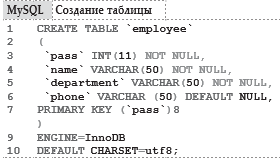 MySQL Создание таблицы
1 CREATE TABLE `employee`
2 (
3 `pass` INT(11) NOT NULL,
4 `name` VARCHAR(50) NOT NULL,
5 `department` VARCHAR(50) NOT NULL,
6 `phone` VARCHAR (50) DEFAULT NULL,
7 PRIMARY KEY (`pass`)8
)
9 ENGINE=InnoDB
10 DEFAULT CHARSET=utf8;